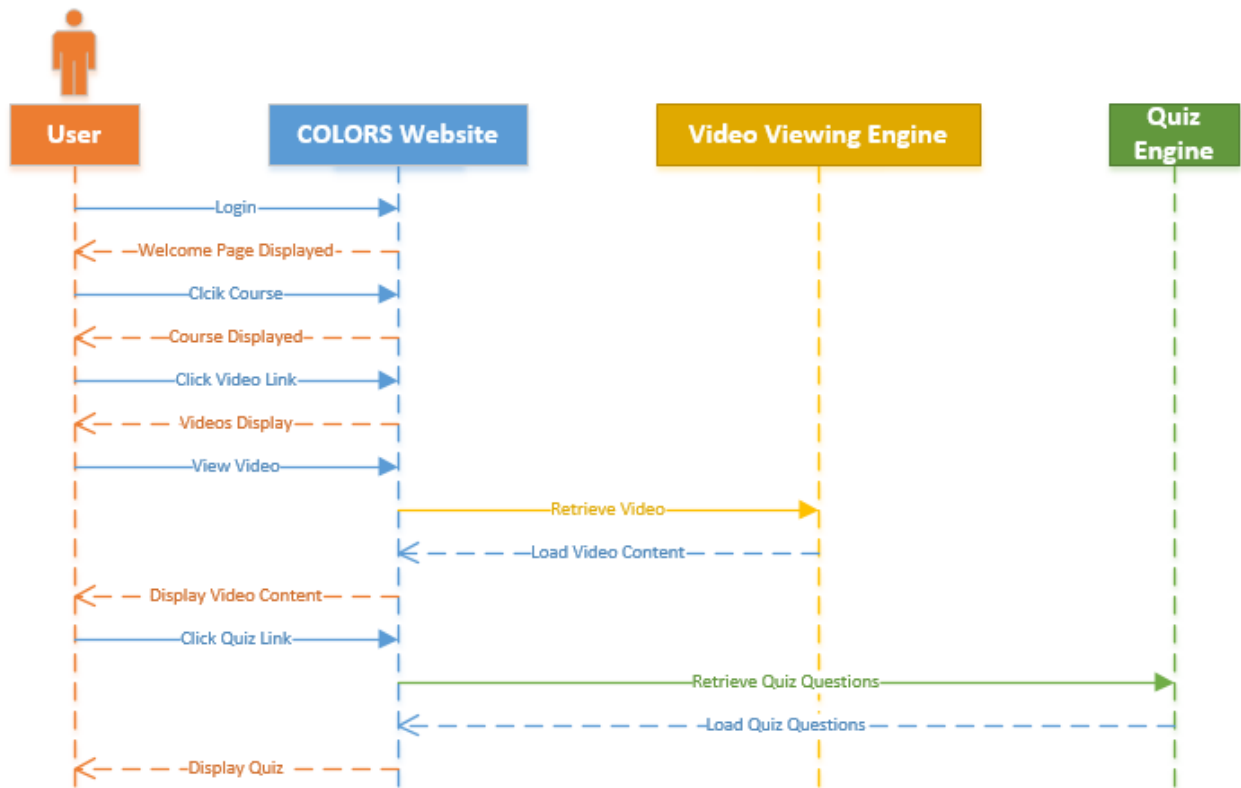 User
COLORS Website
Video Viewing Engine
Quiz
Engine
Login
Welcome Page Displayed
Clcik Course
Course Displayed
Click Video Link
Videos Display
View Video
Retrieve Video
Load Video Content
Display Video Content
Click Quiz Link
Retrieve Quiz Questions
Load Quiz Questions
Display Quiz